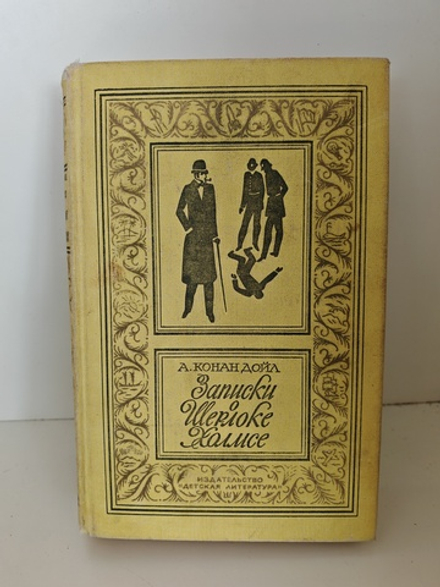 А. КОНАН ДОЙЛ
Записки
о
Шерлоке
Холмсе
ИЗДАТЕЛЬСТВО
"ДЕТСКАЯ ЛИТЕРАТУРА"